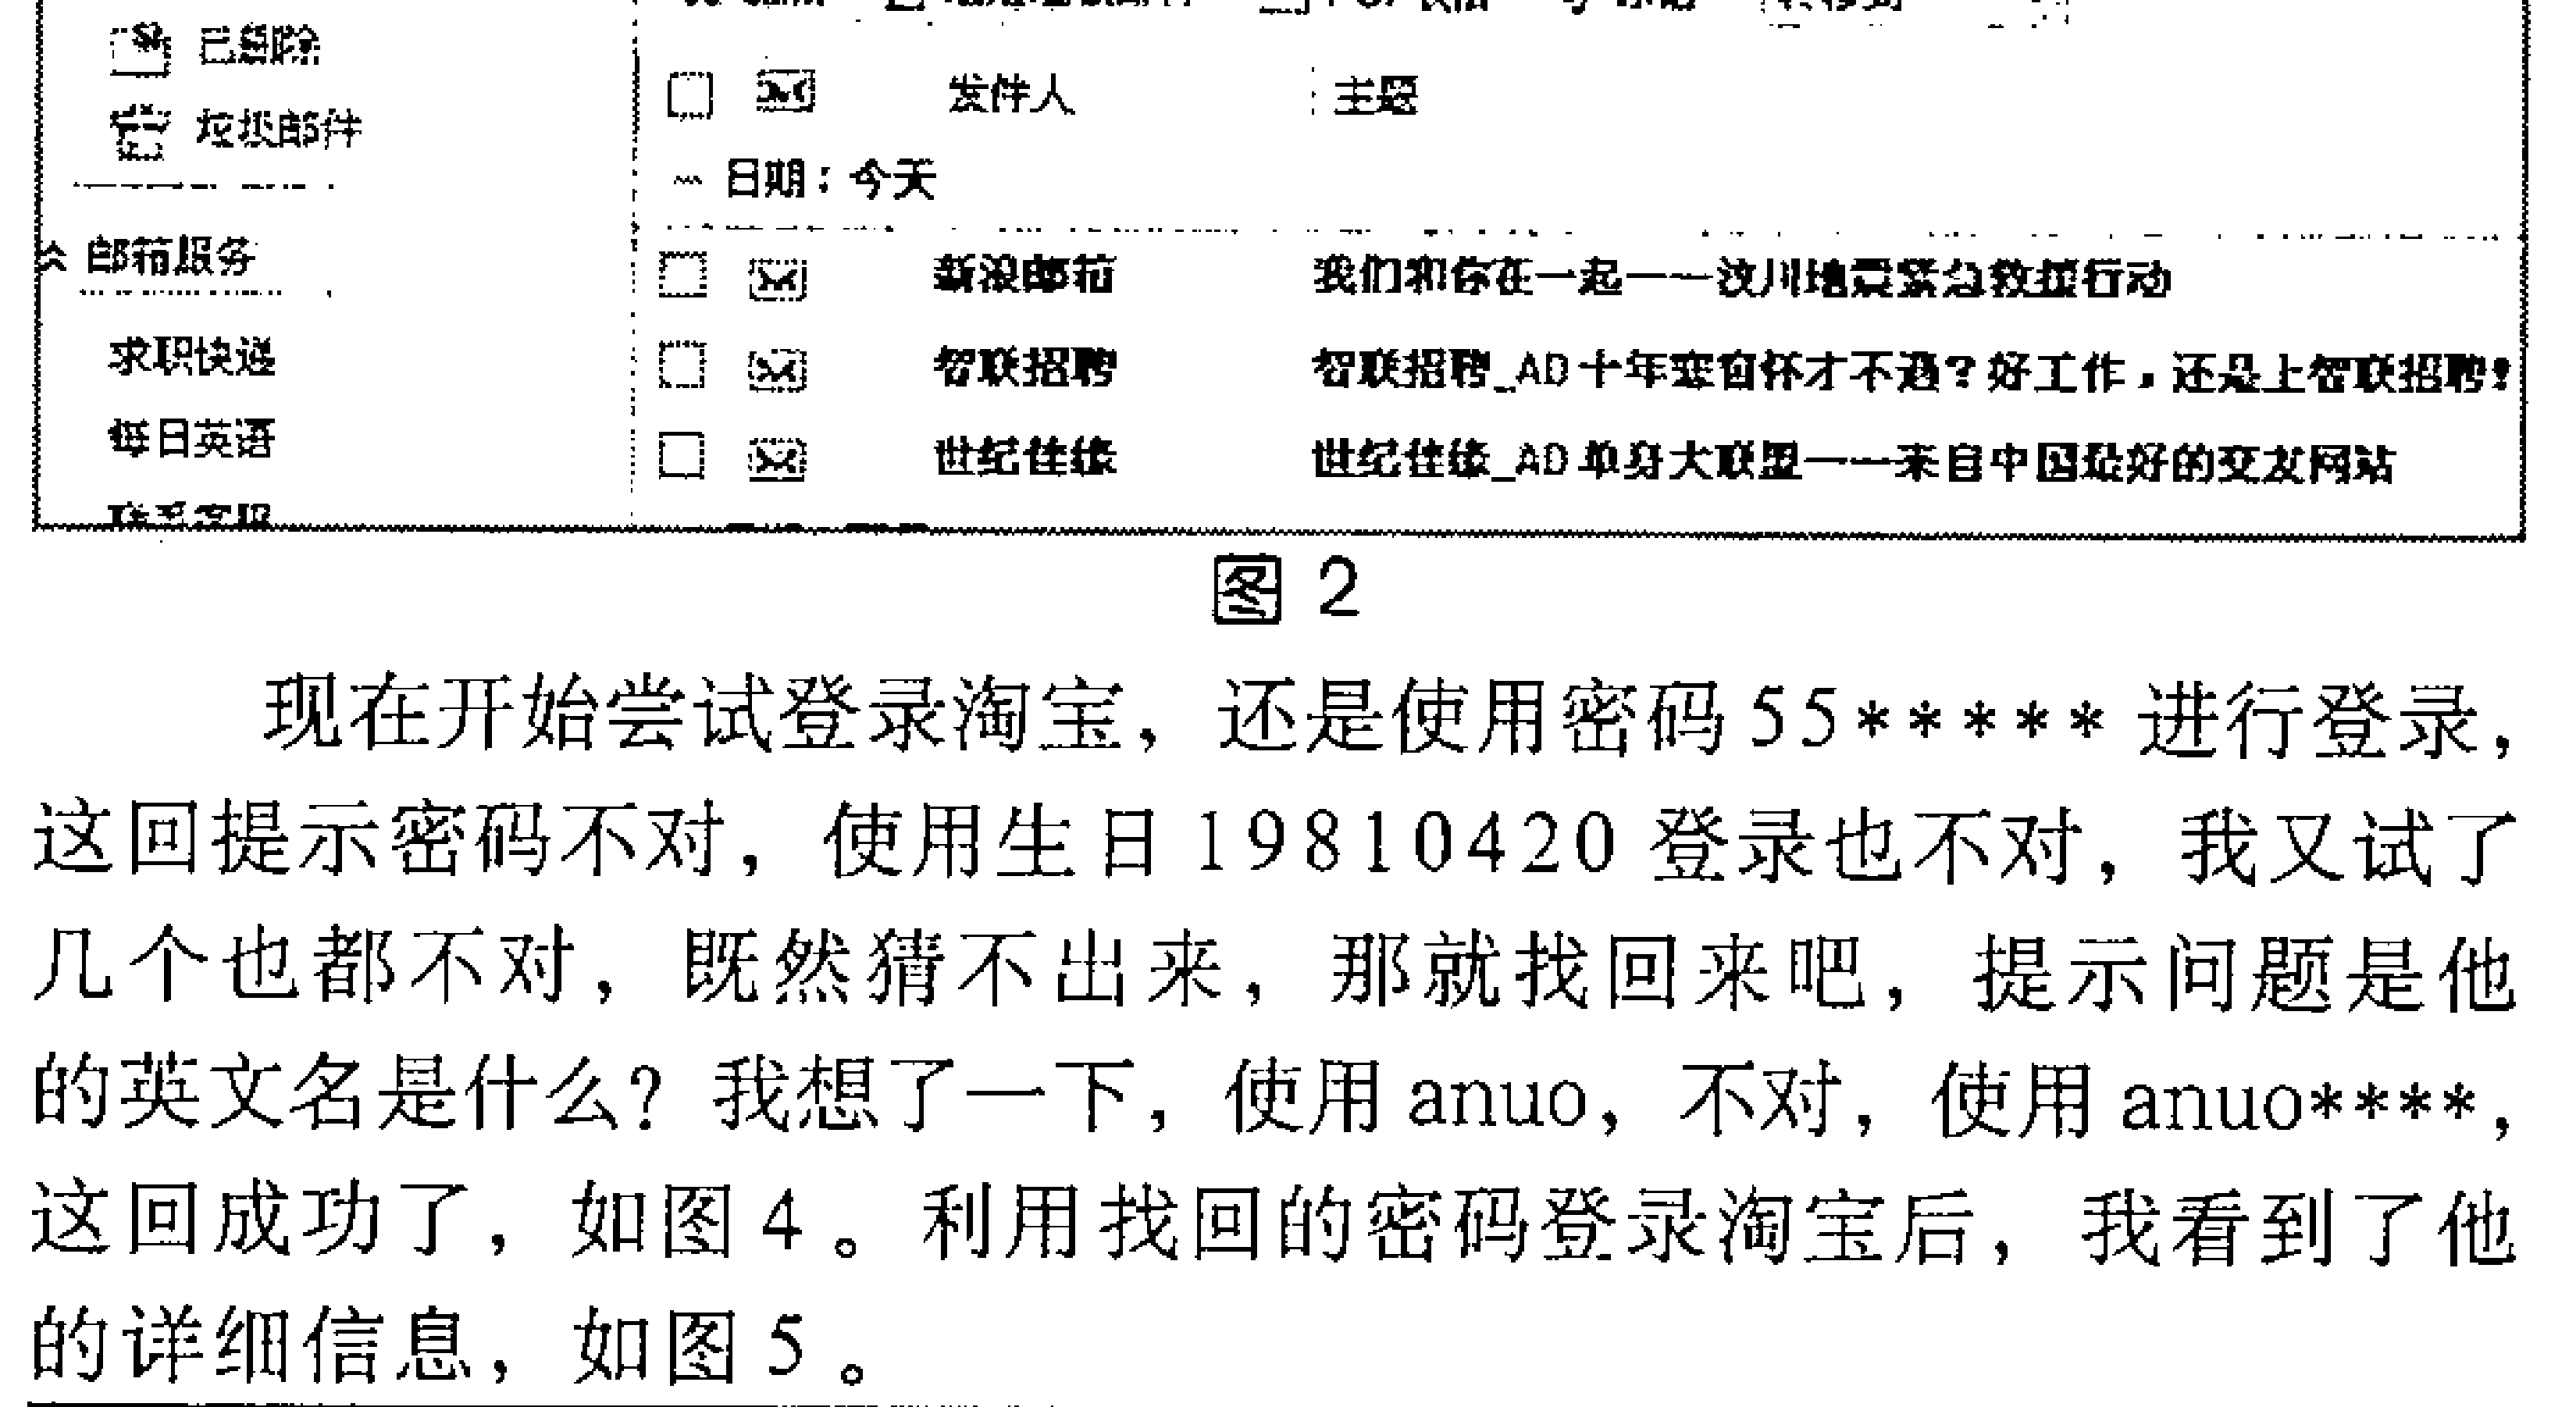 已删除
垃圾邮件
发件人 主题
日期：今天
邮箱服务
新浪邮箱 我们和你在一起——汶川地震紧急救援行动
求职快递
智联招聘 智联招聘_AD十年寒窗怀才不遇？好工作，还是上智联招聘！
每日英语
世纪佳缘 世纪佳缘_AD单身大联盟——来自中国最好的交友网站
联系客服
图 2
现在开始尝试登录淘宝，还是使用密码 55***** 进行登录，
这回提示密码不对，使用生日 19810420 登录也不对，我又试了
几个也都不对，既然猜不出来，那就找回来吧，提示问题是他
的英文名是什么？我想了一下，使用 anuo，不对，使用 anuo****，
这回成功了，如图 4 。利用找回的密码登录淘宝后，我看到了他
的详细信息，如图 5 。